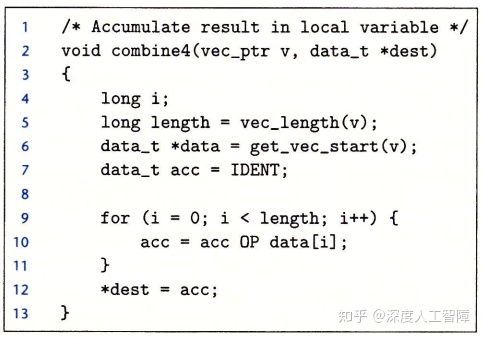 1 /* Accumulate result in local variable */
2 void combine4(vec_ptr v, data_t *dest)
3 {
4     long i;
5     long length = vec_length(v);
6     data_t *data = get_vec_start(v);
7     data_t acc = IDENT;
8
9     for (i = 0; i < length; i++) {
10         acc = acc OP data[i];
11     }
12     *dest = acc;
13 }
知乎 @深度人工智障